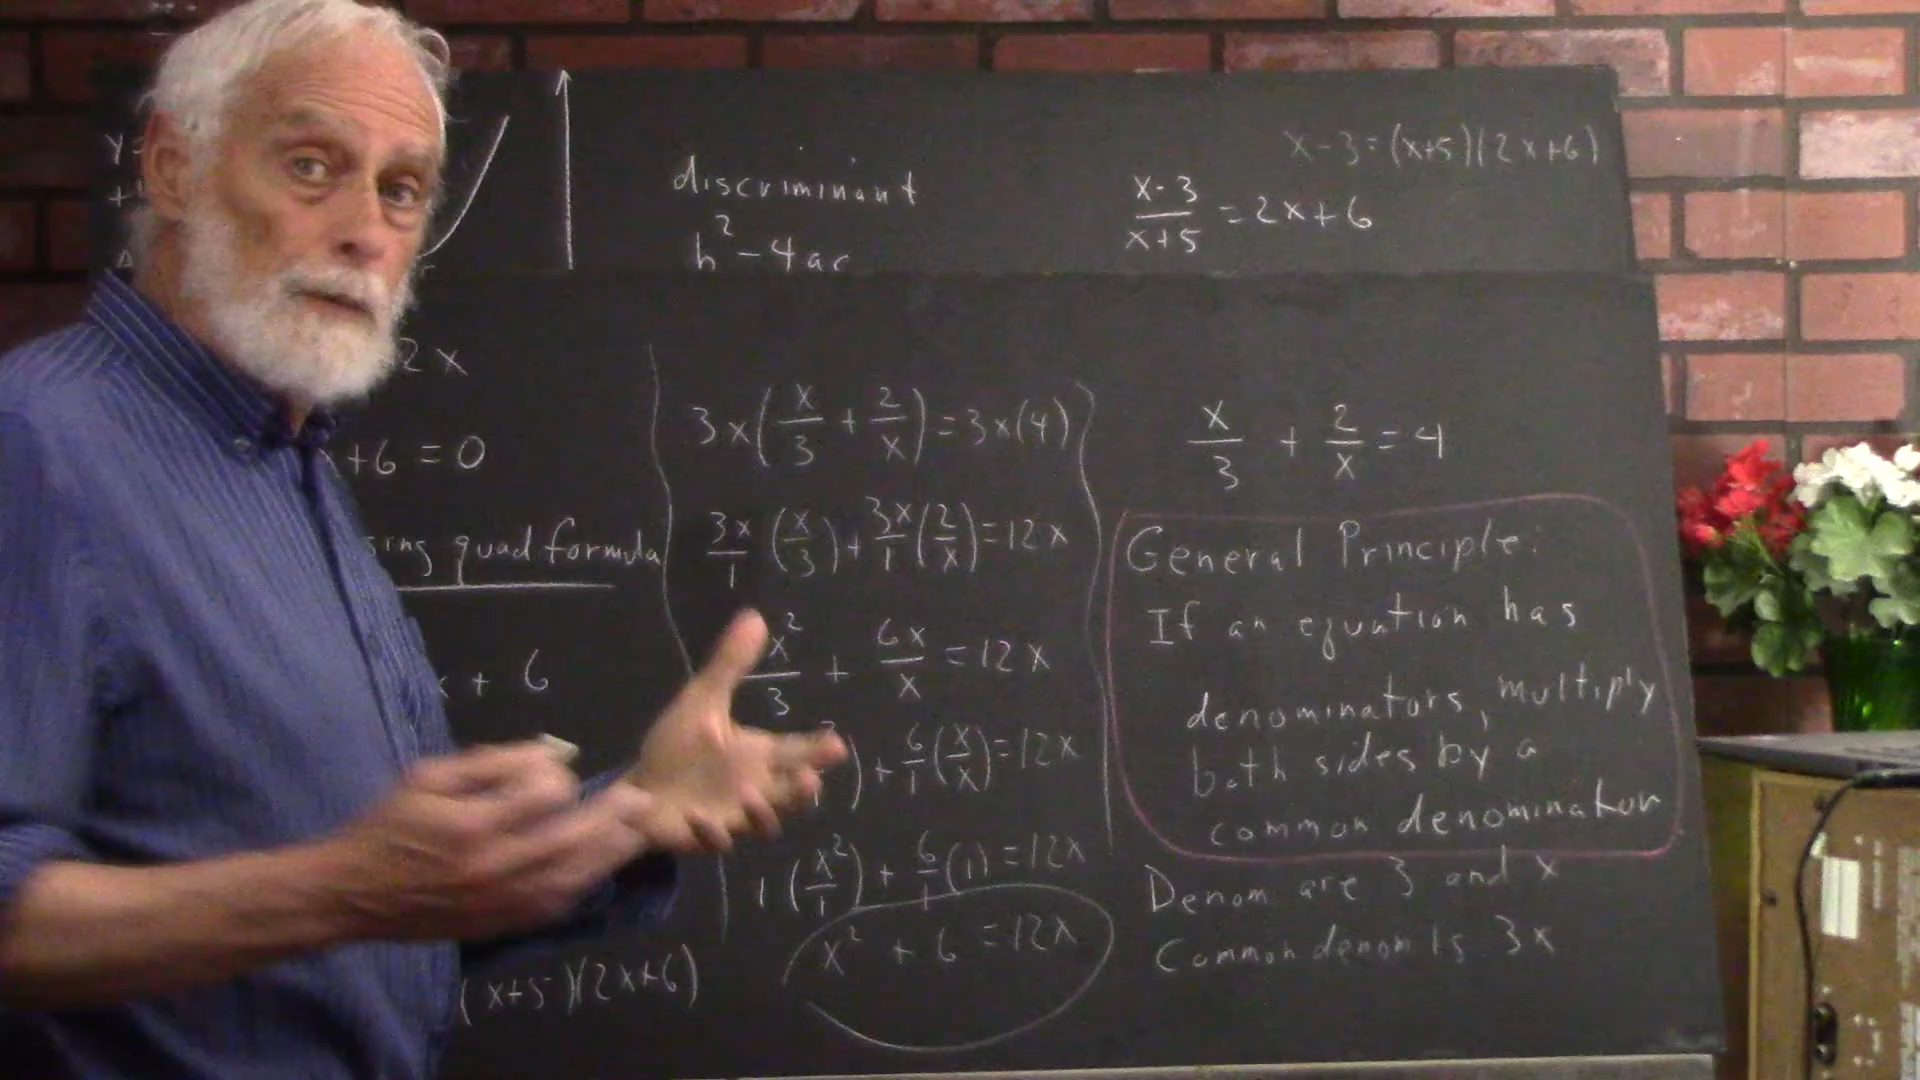 discriminant
b² - 4ac
x - 3 = (x+5)(2x+6)
(x-3)/(x+5) = 2x + 6
2x
+6 = 0
quad formula
x + 6
(x+5)(2x+6)
3x(x/3 + 2/x) = 3x(4)
3x/1 (x/3) + 3x/1 (2/x) = 12x
x²/3 + 6x/x = 12x
) + 6/1 (x/x) = 12x
1 (x²/1) + 6/1 (1) = 12x
x² + 6 = 12x
x/3 + 2/x = 4
General Principle:
If an equation has
denominators, multiply
both sides by a
common denominator
Denom are 3 and x
Common denom is 3x